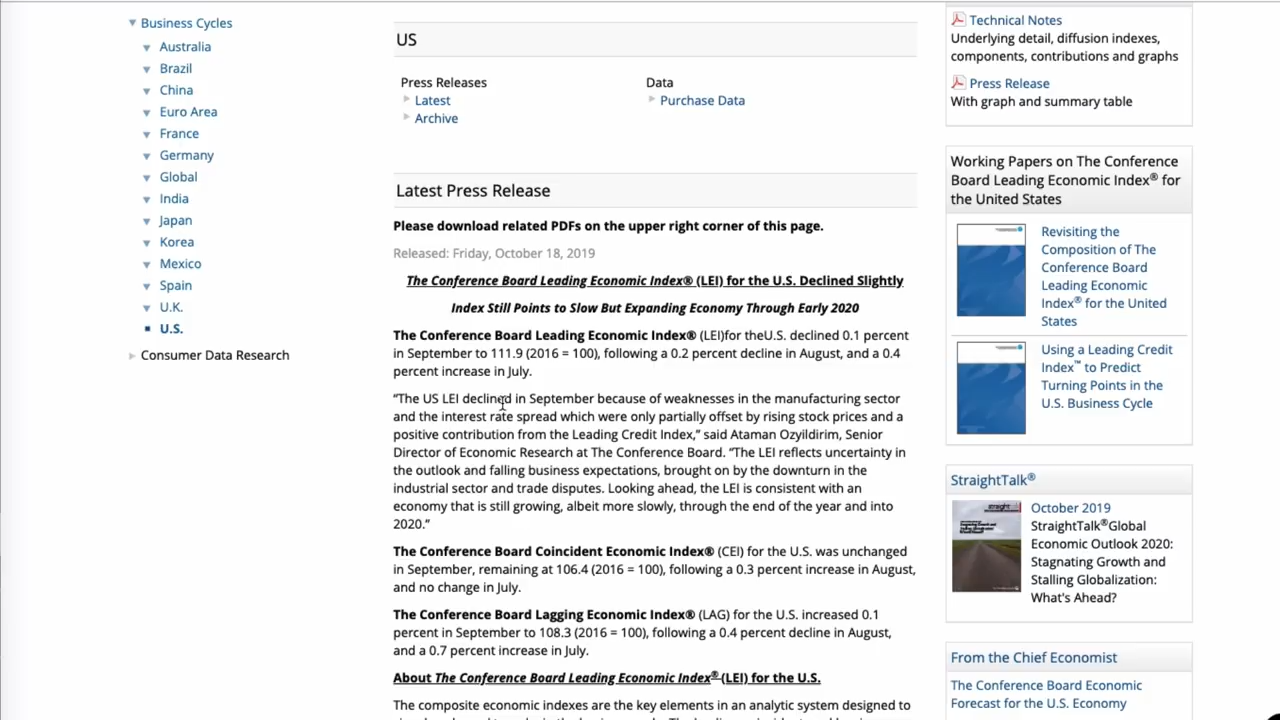 Business Cycles
Australia
Brazil
China
Euro Area
France
Germany
Global
India
Japan
Korea
Mexico
Spain
U.K.
U.S.
Consumer Data Research
US
Press Releases
Latest
Archive
Data
Purchase Data
Latest Press Release
Please download related PDFs on the upper right corner of this page.
Released: Friday, October 18, 2019
The Conference Board Leading Economic Index® (LEI) for the U.S. Declined Slightly
Index Still Points to Slow But Expanding Economy Through Early 2020
The Conference Board Leading Economic Index® (LEI)for theU.S. declined 0.1 percent
in September to 111.9 (2016 = 100), following a 0.2 percent decline in August, and a 0.4
percent increase in July.
“The US LEI declined in September because of weaknesses in the manufacturing sector
and the interest rate spread which were only partially offset by rising stock prices and a
positive contribution from the Leading Credit Index,” said Ataman Ozyildirim, Senior
Director of Economic Research at The Conference Board. “The LEI reflects uncertainty in
the outlook and falling business expectations, brought on by the downturn in the
industrial sector and trade disputes. Looking ahead, the LEI is consistent with an
economy that is still growing, albeit more slowly, through the end of the year and into
2020.”
The Conference Board Coincident Economic Index® (CEI) for the U.S. was unchanged
in September, remaining at 106.4 (2016 = 100), following a 0.3 percent increase in August,
and no change in July.
The Conference Board Lagging Economic Index® (LAG) for the U.S. increased 0.1
percent in September to 108.3 (2016 = 100), following a 0.4 percent decline in August,
and a 0.7 percent increase in July.
About The Conference Board Leading Economic Index® (LEI) for the U.S.
The composite economic indexes are the key elements in an analytic system designed to
Technical Notes
Underlying detail, diffusion indexes,
components, contributions and graphs
Press Release
With graph and summary table
Working Papers on The Conference
Board Leading Economic Index® for
the United States
Revisiting the
Composition of The
Conference Board
Leading Economic
Index® for the United
States
Using a Leading Credit
Index™ to Predict
Turning Points in the
U.S. Business Cycle
StraightTalk®
October 2019
StraightTalk®Global
Economic Outlook 2020:
Stagnating Growth and
Stalling Globalization:
What's Ahead?
From the Chief Economist
The Conference Board Economic
Forecast for the U.S. Economy